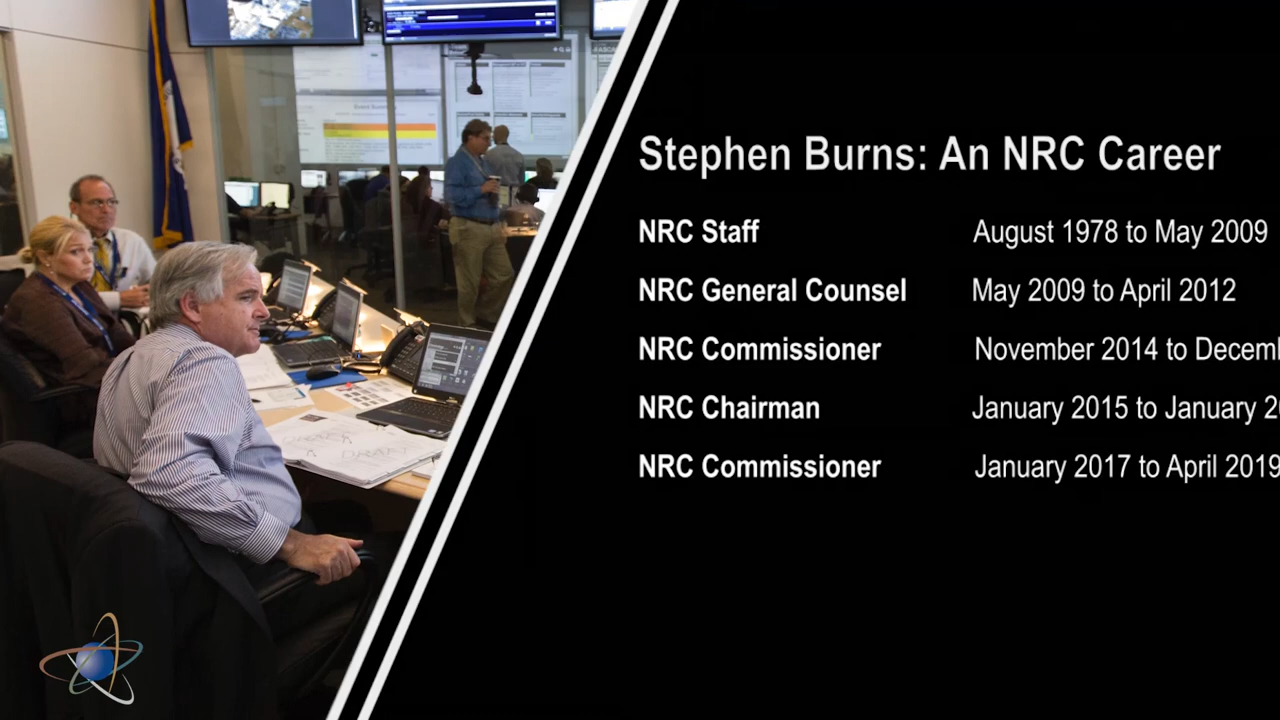 Stephen Burns: An NRC Career
NRC Staff August 1978 to May 2009
NRC General Counsel May 2009 to April 2012
NRC Commissioner November 2014 to
NRC Chairman January 2015 to January
NRC Commissioner January 2017 to April 2019
DRAFT